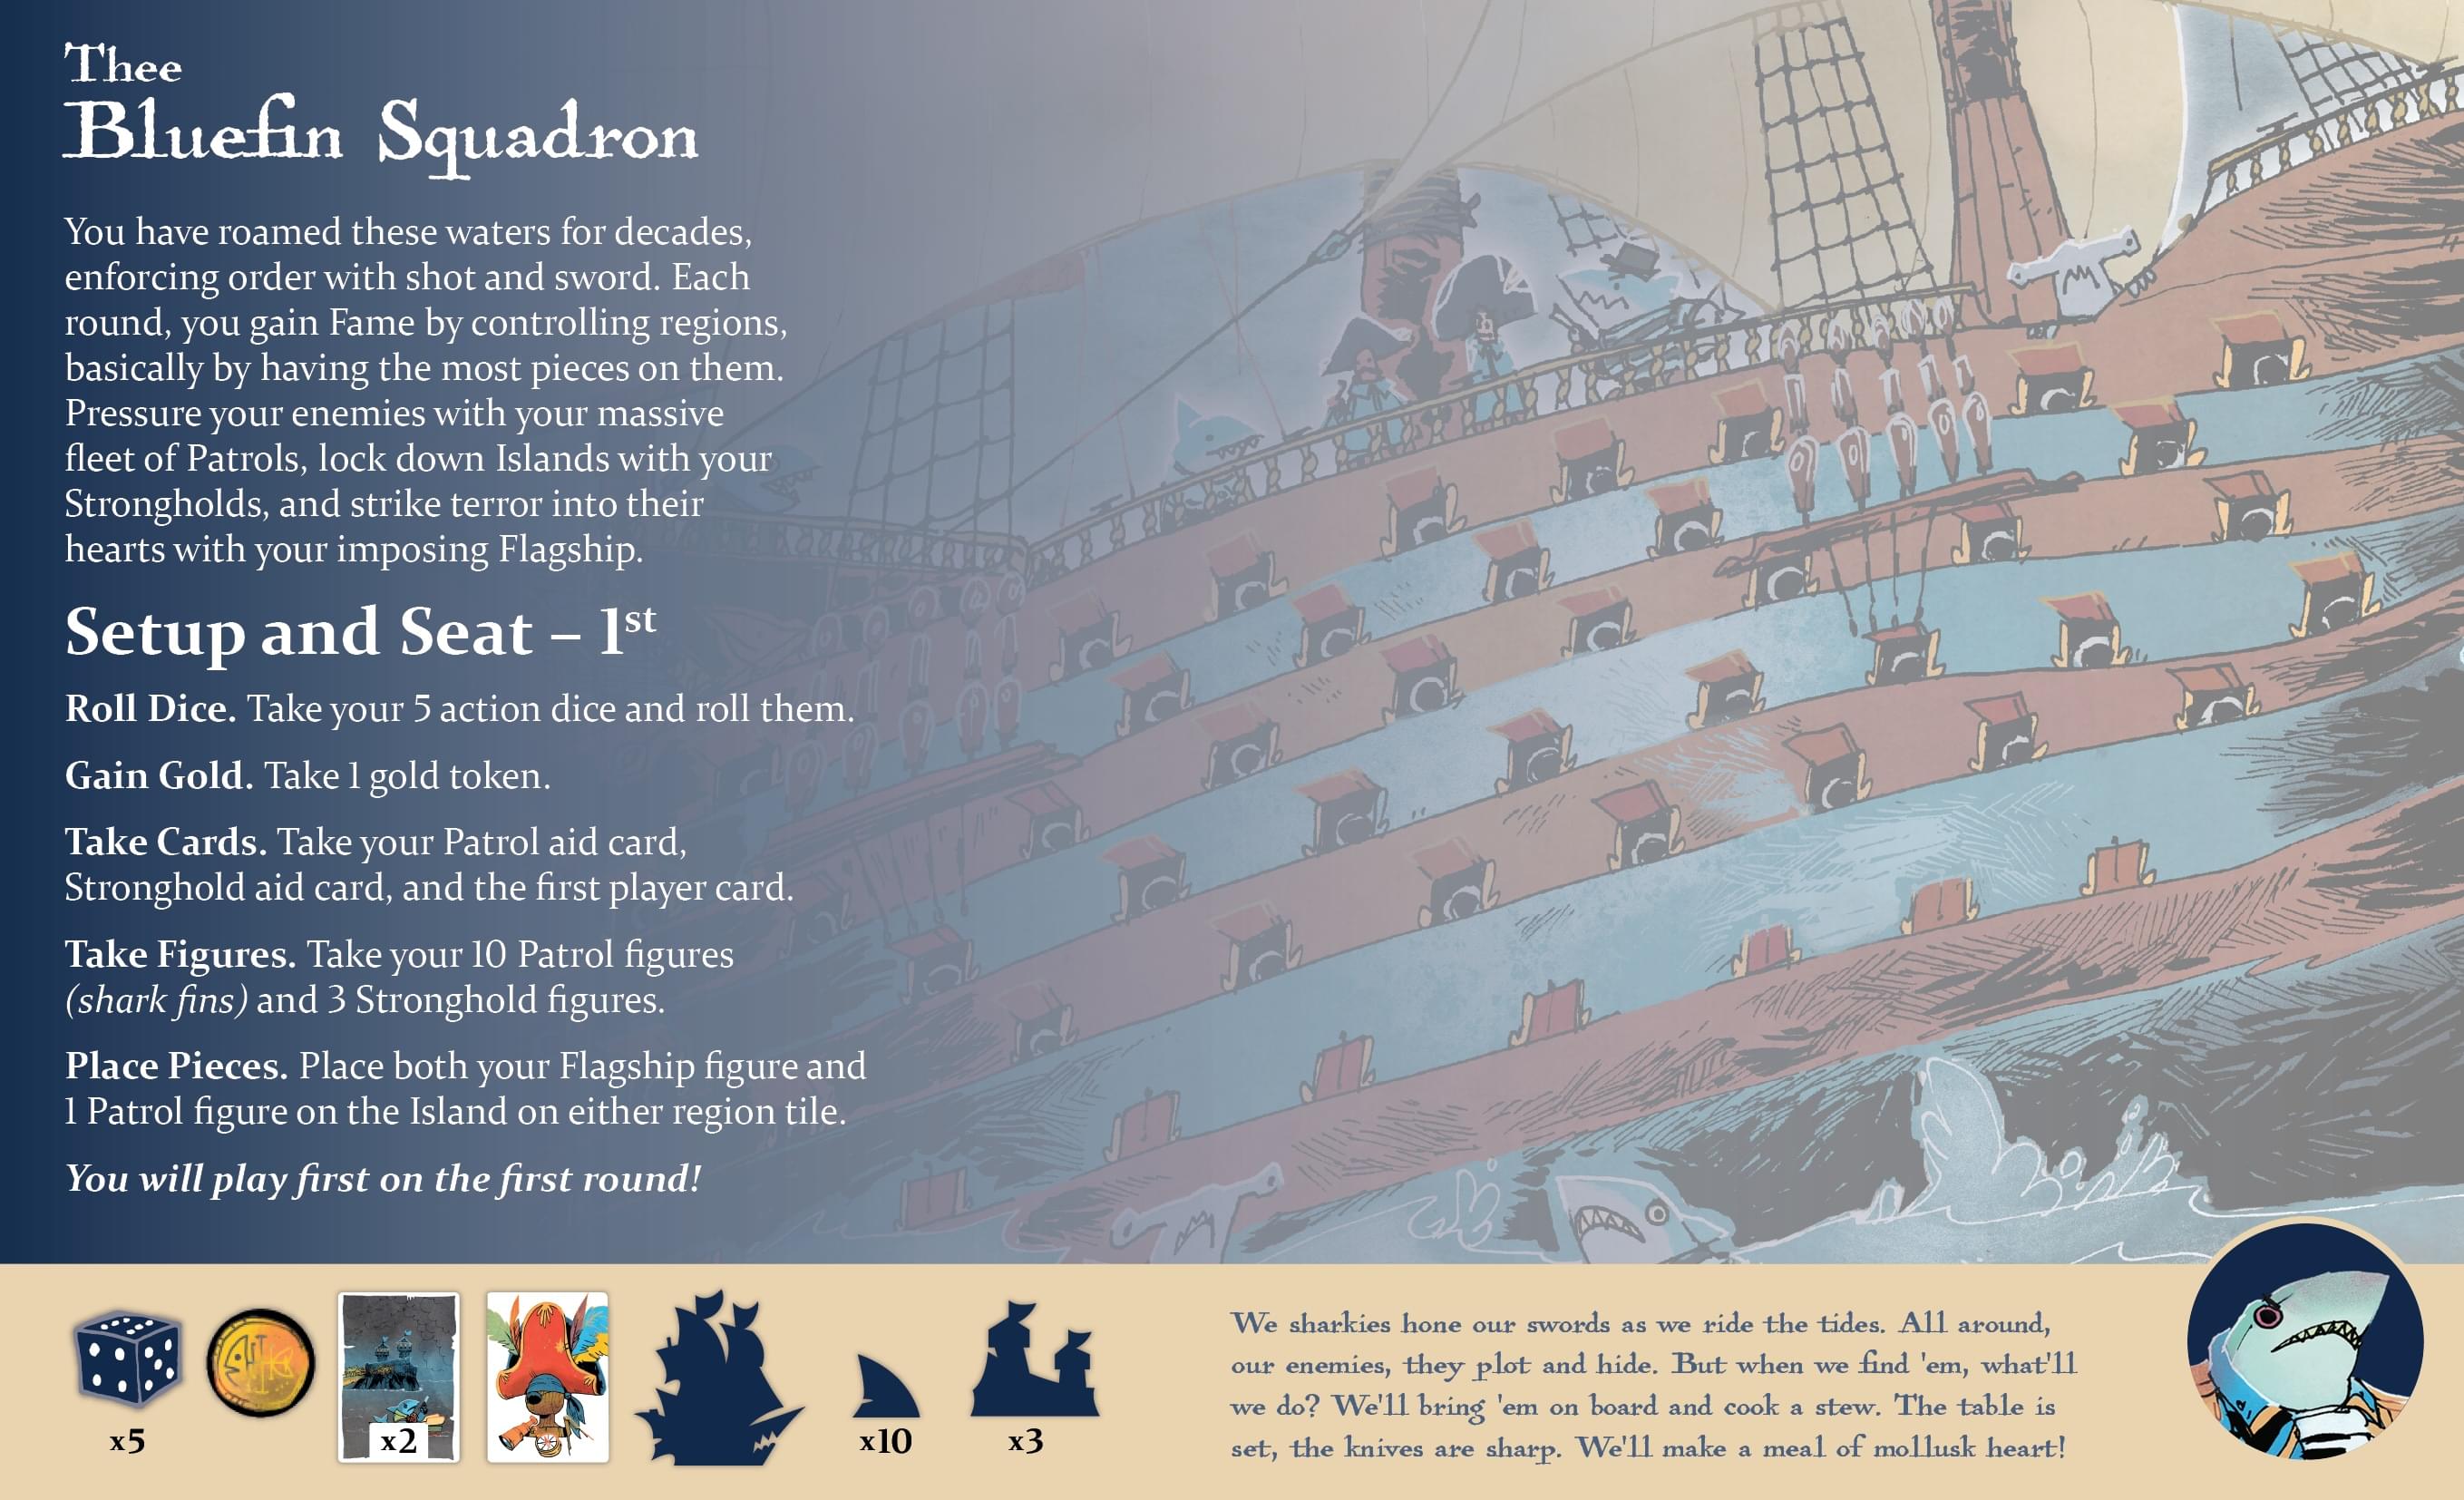 Thee
Bluefin Squadron
You have roamed these waters for decades,
enforcing order with shot and sword. Each
round, you gain Fame by controlling regions,
basically by having the most pieces on them.
Pressure your enemies with your massive
fleet of Patrols, lock down Islands with your
Strongholds, and strike terror into their
hearts with your imposing Flagship.
Setup and Seat – 1st
Roll Dice. Take your 5 action dice and roll them.
Gain Gold. Take 1 gold token.
Take Cards. Take your Patrol aid card,
Stronghold aid card, and the first player card.
Take Figures. Take your 10 Patrol figures
(shark fins) and 3 Stronghold figures.
Place Pieces. Place both your Flagship figure and
1 Patrol figure on the Island on either region tile.
You will play first on the first round!
x5
x2
x10
x3
We sharkies hone our swords as we ride the tides. All around,
our enemies, they plot and hide. But when we find 'em, what'll
we do? We'll bring 'em on board and cook a stew. The table is
set, the knives are sharp. We'll make a meal of mollusk heart!